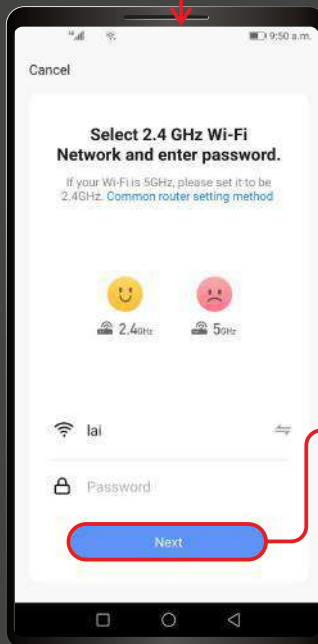 9:50 a.m.
Cancel
Select 2.4 GHz Wi-Fi
Network and enter password.
If your Wi-Fi is 5GHz, please set it to be
2.4GHz. Common router setting method
2.4GHz 5GHz
lai
Password
Next